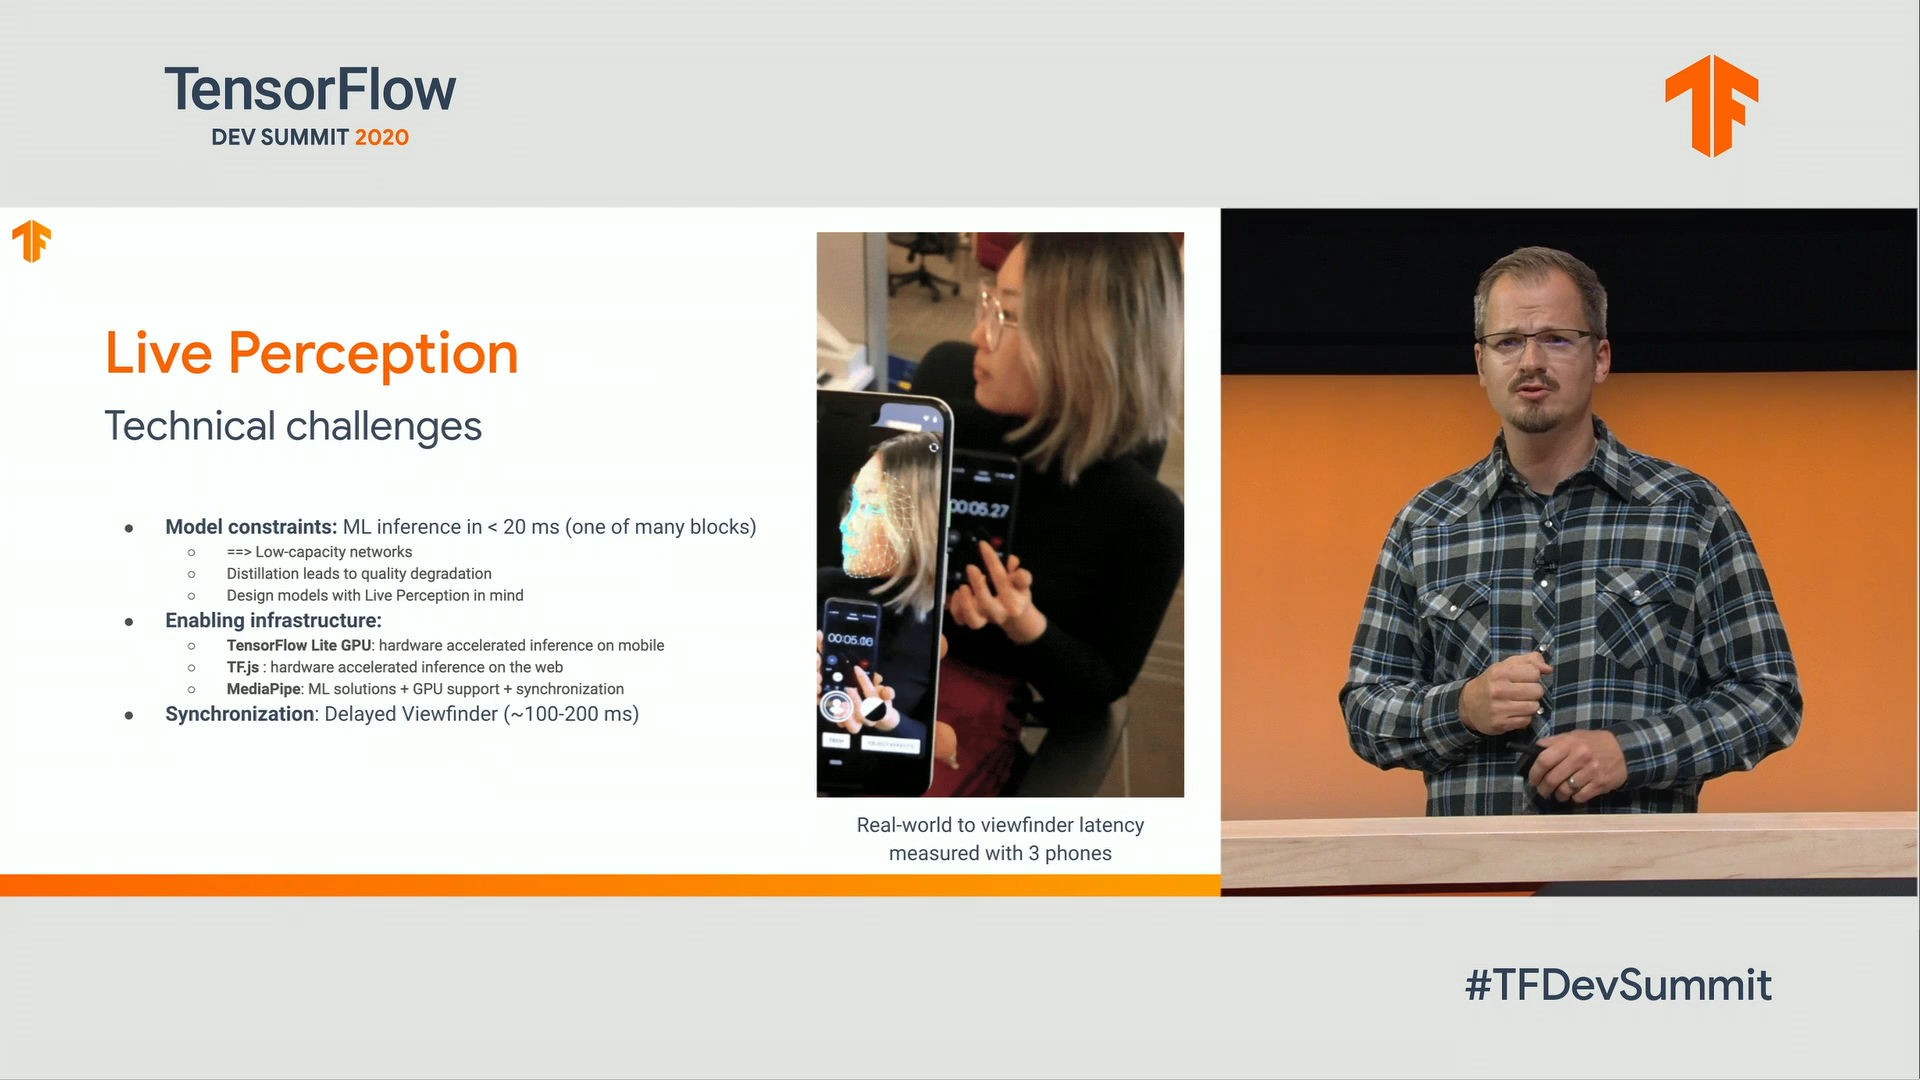 TensorFlow
DEV SUMMIT 2020
Live Perception
Technical challenges
● Model constraints: ML inference in < 20 ms (one of many blocks)
○ ==> Low-capacity networks
○ Distillation leads to quality degradation
○ Design models with Live Perception in mind
● Enabling infrastructure:
○ TensorFlow Lite GPU: hardware accelerated inference on mobile
○ TF.js : hardware accelerated inference on the web
○ MediaPipe: ML solutions + GPU support + synchronization
● Synchronization: Delayed Viewfinder (~100-200 ms)
00:05.27
00:05.06
Real-world to viewfinder latency
measured with 3 phones
#TFDevSummit